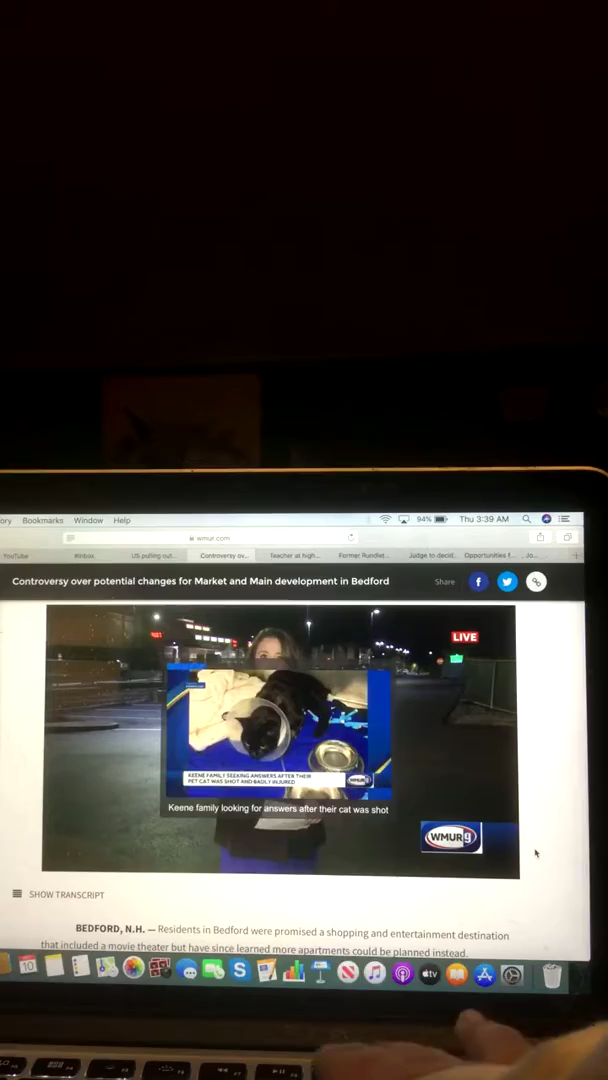 ory Bookmarks Window Help 94% Thu 3:39 AM
wmur.com
YouTube #inbox US pulling out... Controversy ov... Teacher at high... Former Rundlet... Judge to decid... Opportunities f... Jo...
Controversy over potential changes for Market and Main development in Bedford Share
LIVE
KEENE FAMILY SEEKING ANSWERS AFTER THEIR
PET CAT WAS SHOT AND BADLY INJURED
Keene family looking for answers after their cat was shot
WMUR 9
SHOW TRANSCRIPT
BEDFORD, N.H. — Residents in Bedford were promised a shopping and entertainment destination
that included a movie theater but have since learned more apartments could be planned instead.
10
tv